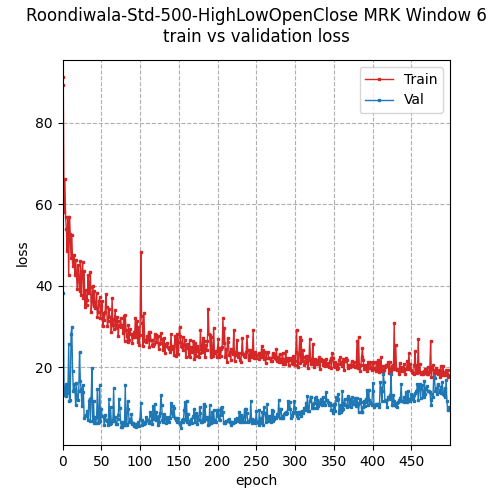 Roondiwala-Std-500-HighLowOpenClose MRK Window 6
train vs validation loss
Train
Val
80
60
40
20
loss
0 50 100 150 200 250 300 350 400 450
epoch